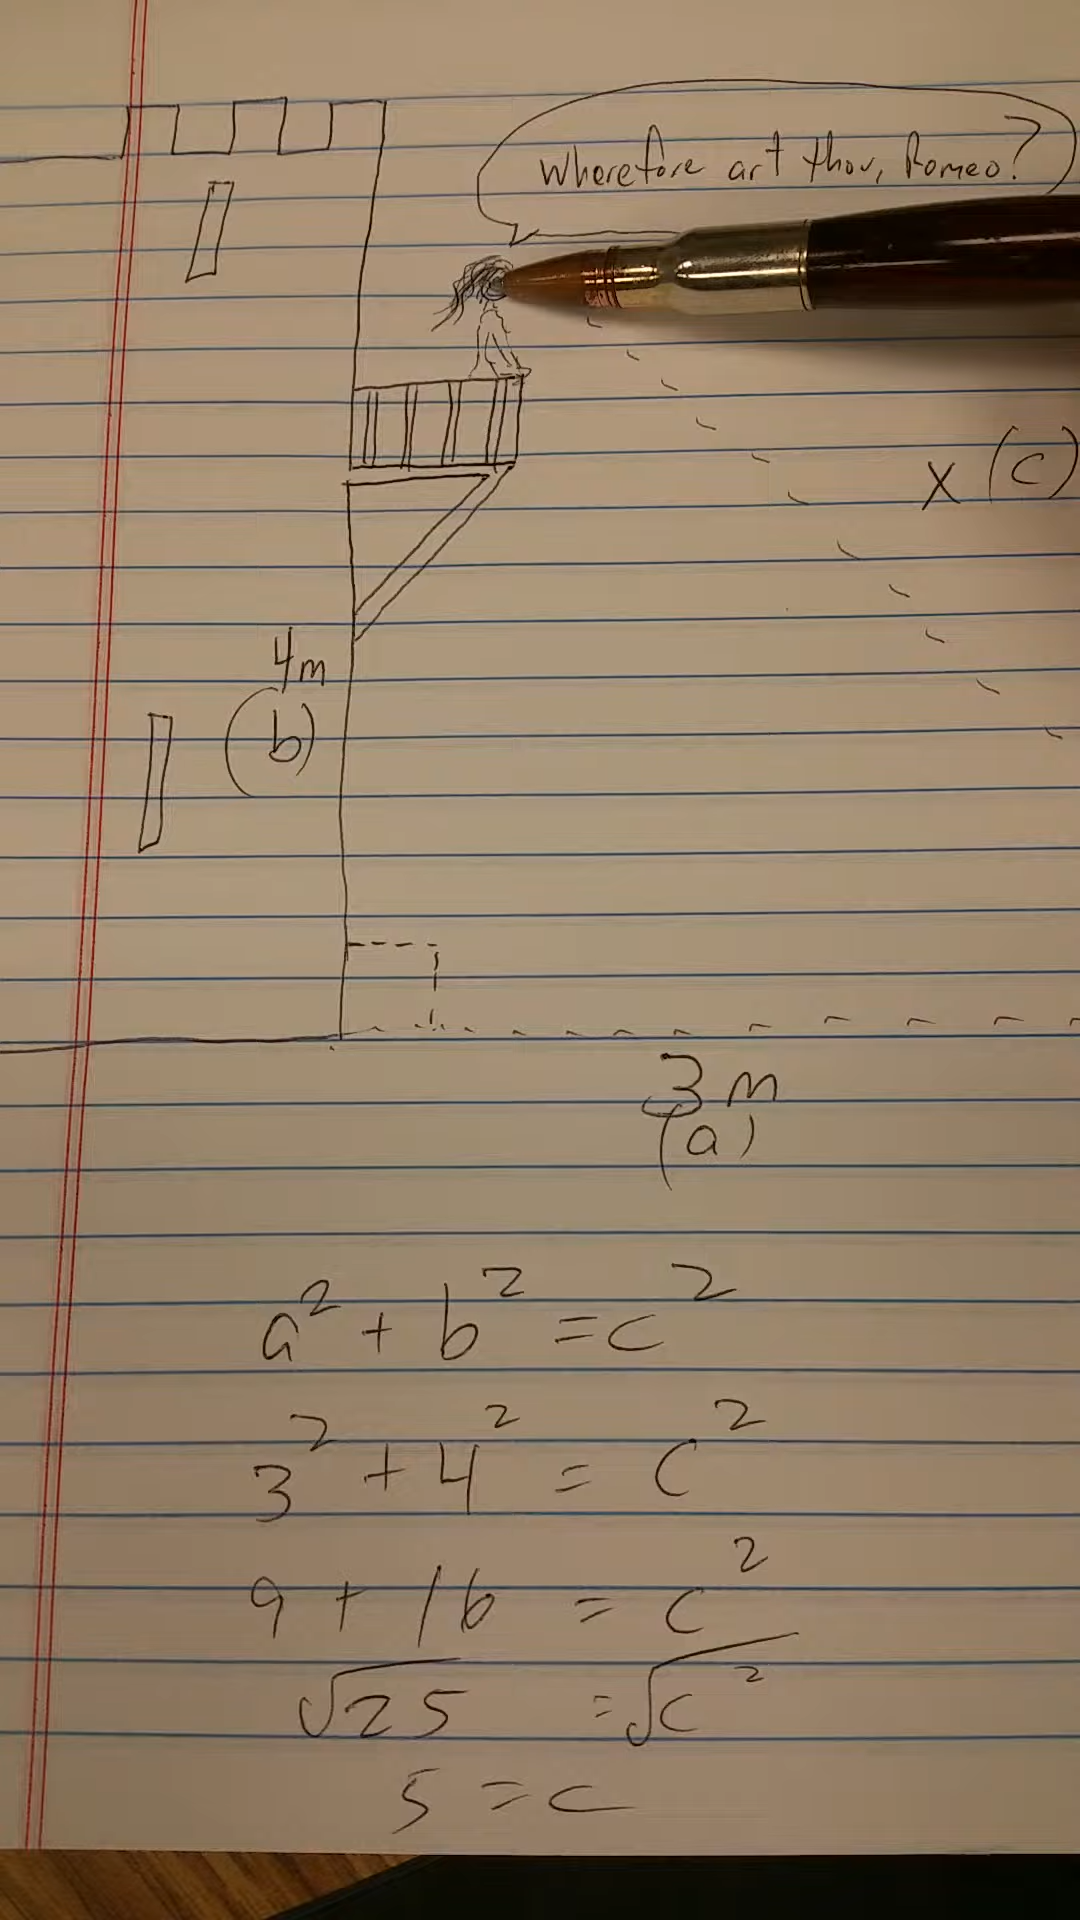 wherefore art thou, Romeo?
x (c)
4m
(b)
3m
(a)
a² + b² = c²
3² + 4² = c²
9 + 16 = c²
√25 = √c²
5 = c